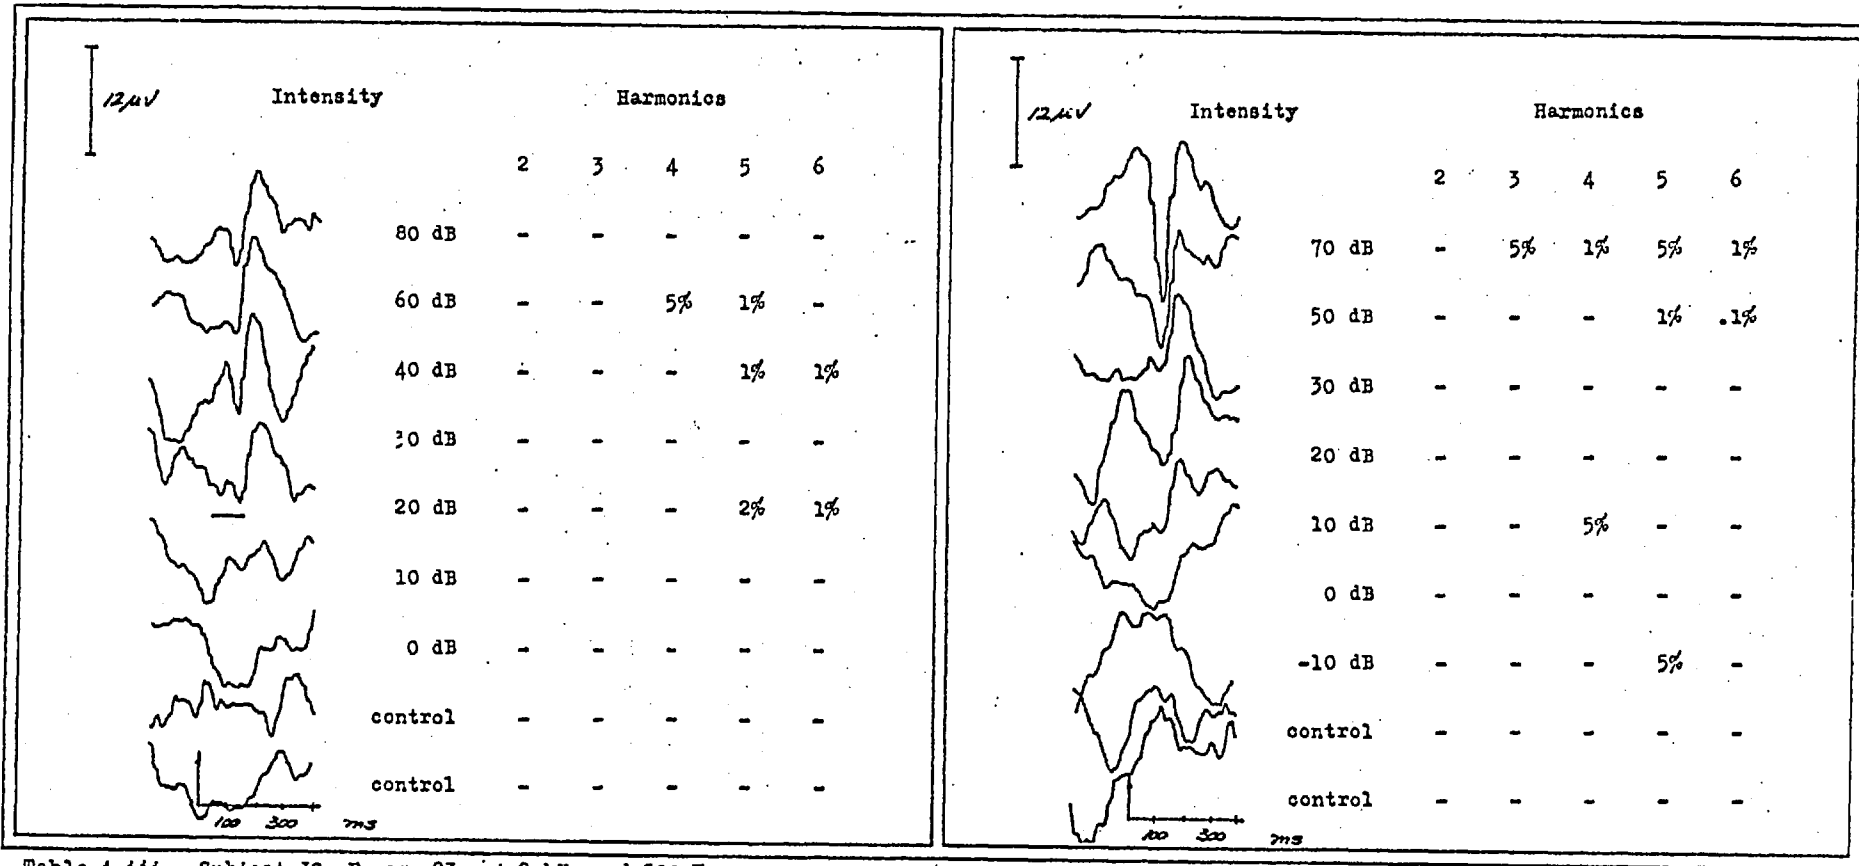 12µV Intensity Harmonics
2 3 4 5 6
80 dB - - - - -
60 dB - - 5% 1% -
40 dB - - - 1% 1%
30 dB - - - - -
20 dB - - - 2% 1%
10 dB - - - - -
0 dB - - - - -
control - - - - -
control - - - - -
100 300 ms
12µV Intensity Harmonics
2 3 4 5 6
70 dB - 5% 1% 5% 1%
50 dB - - - 1% .1%
30 dB - - - - -
20 dB - - - - -
10 dB - - 5% - -
0 dB - - - - -
-10 dB - - - 5% -
control - - - - -
control - - - - -
100 300 ms